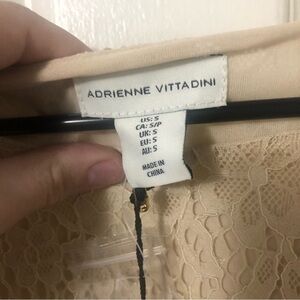 ADRIENNE VITTADINI
US: S
CA: S/P
UK: S
EU: S
AU: S
MADE IN
CHINA